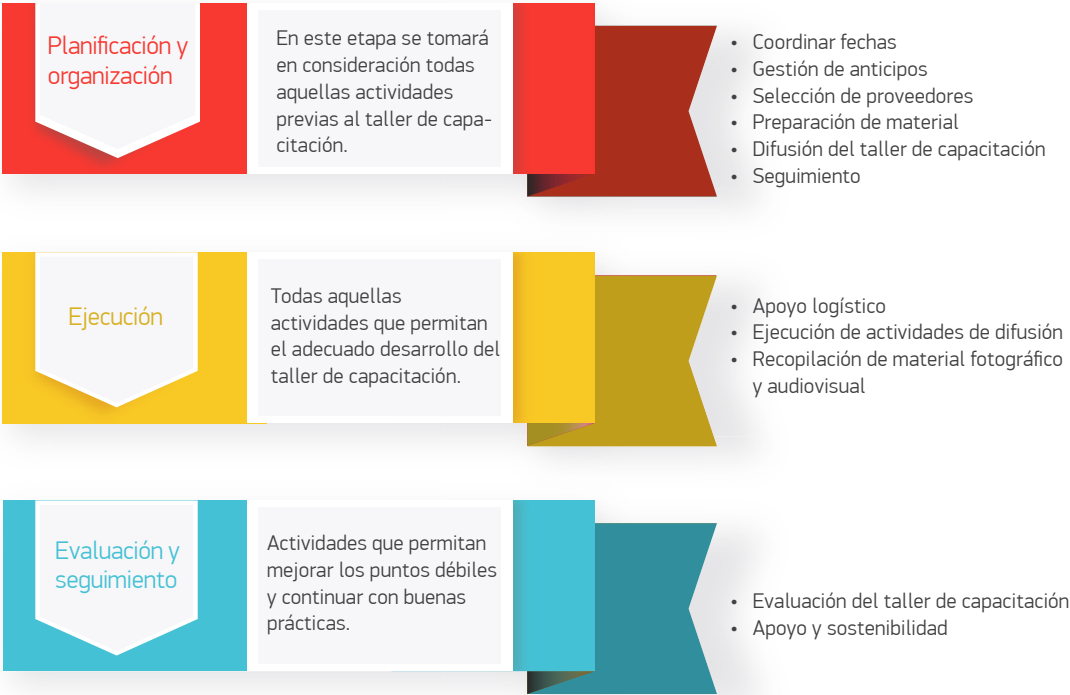 Planificación y
organización
En este etapa se tomará
en consideración todas
aquellas actividades
previas al taller de capa-
citación.
• Coordinar fechas
• Gestión de anticipos
• Selección de proveedores
• Preparación de material
• Difusión del taller de capacitación
• Seguimiento
Ejecución
Todas aquellas
actividades que permitan
el adecuado desarrollo del
taller de capacitación.
• Apoyo logístico
• Ejecución de actividades de difusión
• Recopilación de material fotográfico
y audiovisual
Evaluación y
seguimiento
Actividades que permitan
mejorar los puntos débiles
y continuar con buenas
prácticas.
• Evaluación del taller de capacitación
• Apoyo y sostenibilidad